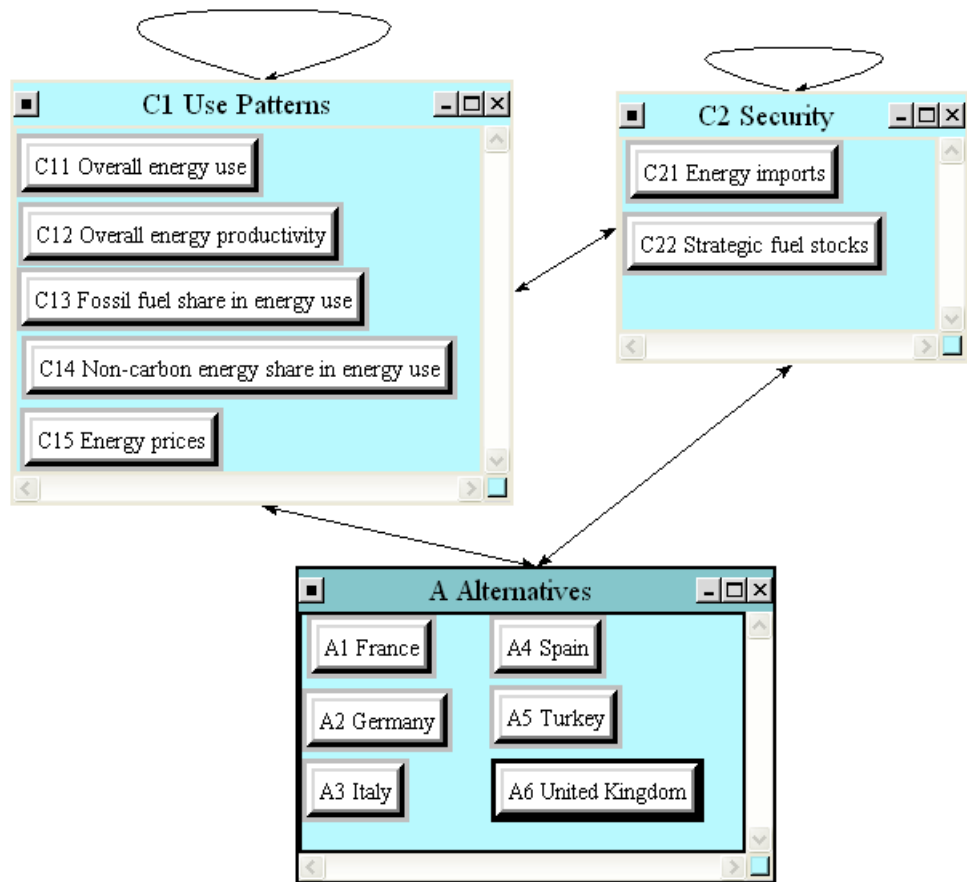 C1 Use Patterns
C11 Overall energy use
C12 Overall energy productivity
C13 Fossil fuel share in energy use
C14 Non-carbon energy share in energy use
C15 Energy prices
C2 Security
C21 Energy imports
C22 Strategic fuel stocks
A Alternatives
A1 France
A4 Spain
A2 Germany
A5 Turkey
A3 Italy
A6 United Kingdom